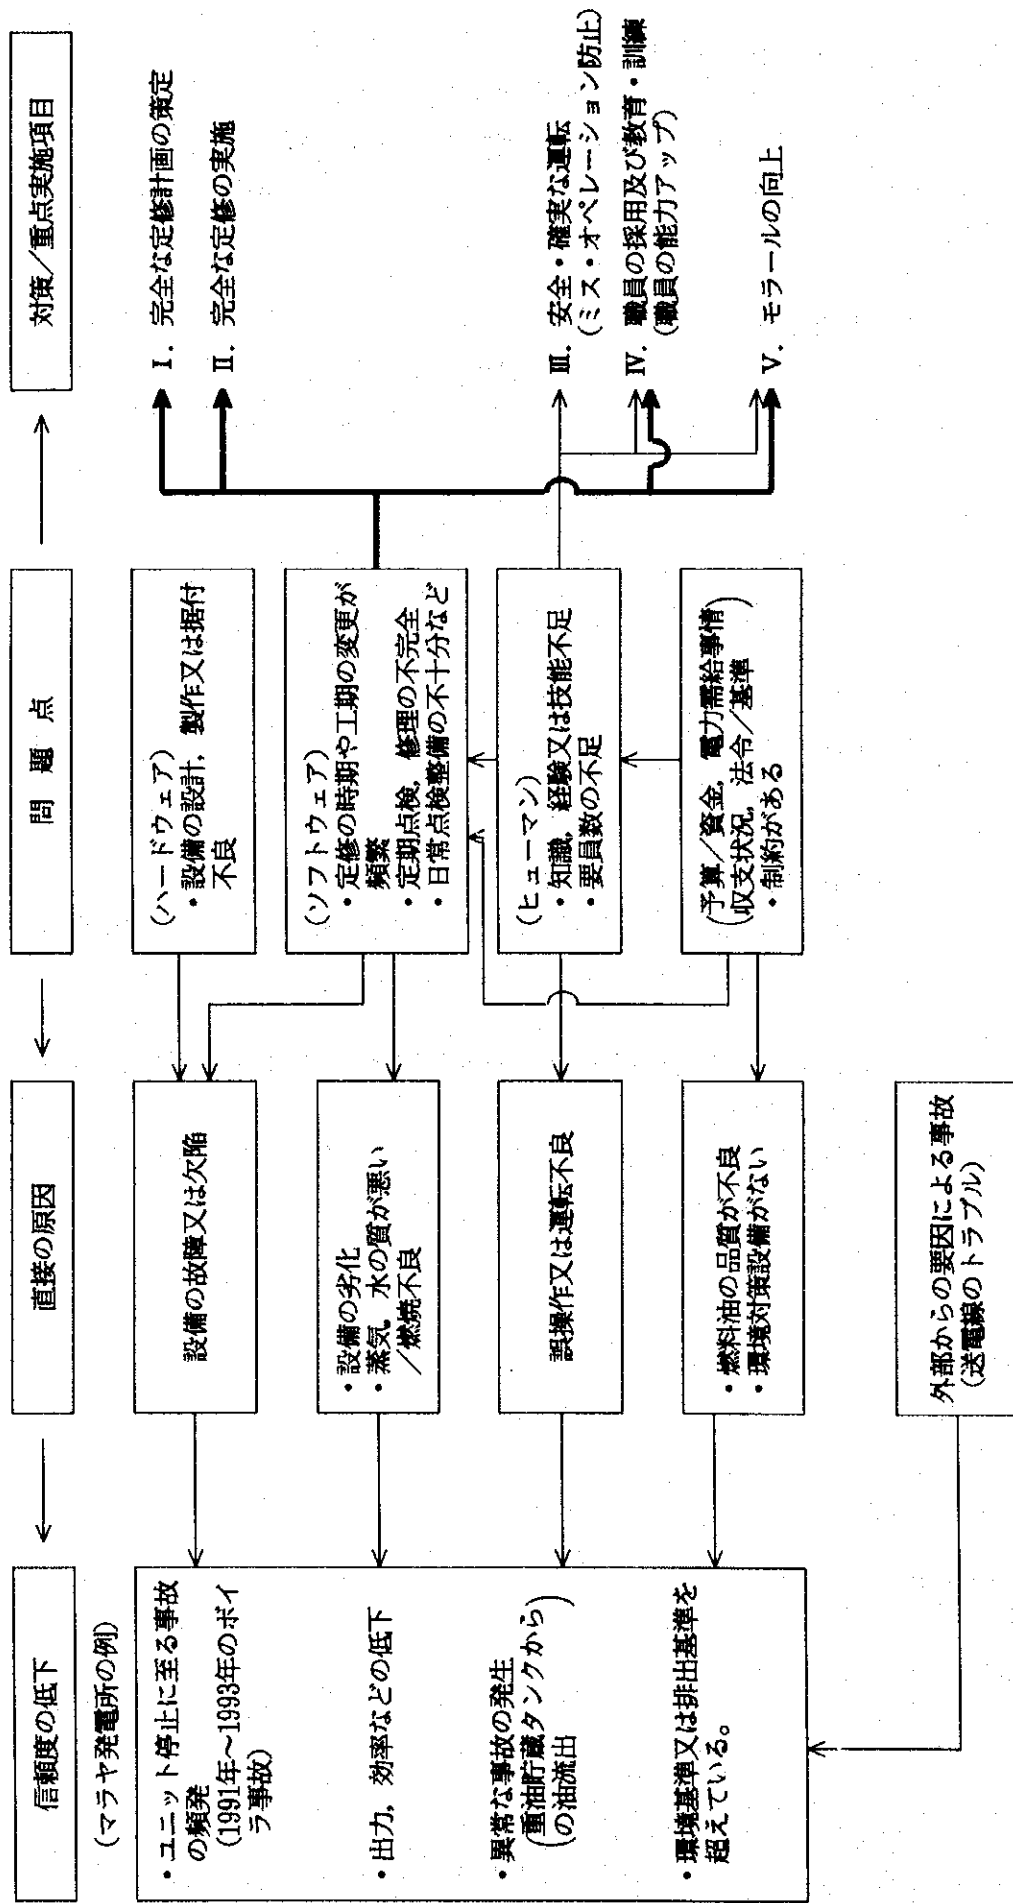 信頼度の低下
(マラヤ発電所の例)
・ユニット停止に至る事故
の頻発
(1991年～1993年のボイ
ラ事故)
・出力，効率などの低下
・異常な事故の発生
(重油貯蔵タンクから
の油流出)
・環境基準又は排出基準を
超えている。
直接の原因
設備の故障又は欠陥
・設備の劣化
・蒸気，水の質が悪い
／燃焼不良
誤操作又は運転不良
・燃料油の品質が不良
・環境対策設備がない
外部からの要因による事故
(送電線のトラブル)
問題点
(ハードウェア)
・設備の設計，製作又は据付
不良
(ソフトウェア)
・定修の時期や工期の変更が
頻繁
・定期点検，修理の不完全
・日常点検整備の不十分など
(ヒューマン)
・知識，経験又は技能不足
・要員数の不足
(予算／資金，電力需給事情
収支状況，法令／基準)
・制約がある
対策／重点実施項目
Ⅰ．完全な定修計画の策定
Ⅱ．完全な定修の実施
Ⅲ．安全・確実な運転
(ミス・オペレーション防止)
Ⅳ．職員の採用及び教育・訓練
(職員の能力アップ)
Ⅴ．モラールの向上